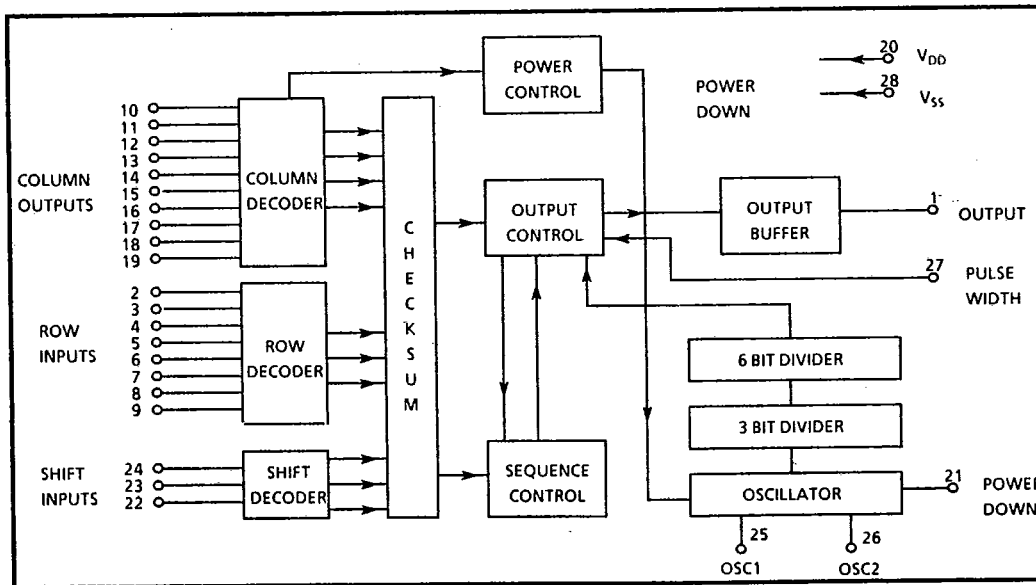 POWER
CONTROL
POWER
DOWN
20
V_DD
28
V_SS
10
11
12
13
14
15
16
17
18
19
COLUMN
OUTPUTS
COLUMN
DECODER
CHECKSUM
OUTPUT
CONTROL
OUTPUT
BUFFER
1
OUTPUT
27
PULSE
WIDTH
2
3
4
5
6
7
8
9
ROW
INPUTS
ROW
DECODER
6 BIT DIVIDER
3 BIT DIVIDER
SHIFT
INPUTS
24
23
22
SHIFT
DECODER
SEQUENCE
CONTROL
OSCILLATOR
21
POWER
DOWN
25
OSC1
26
OSC2